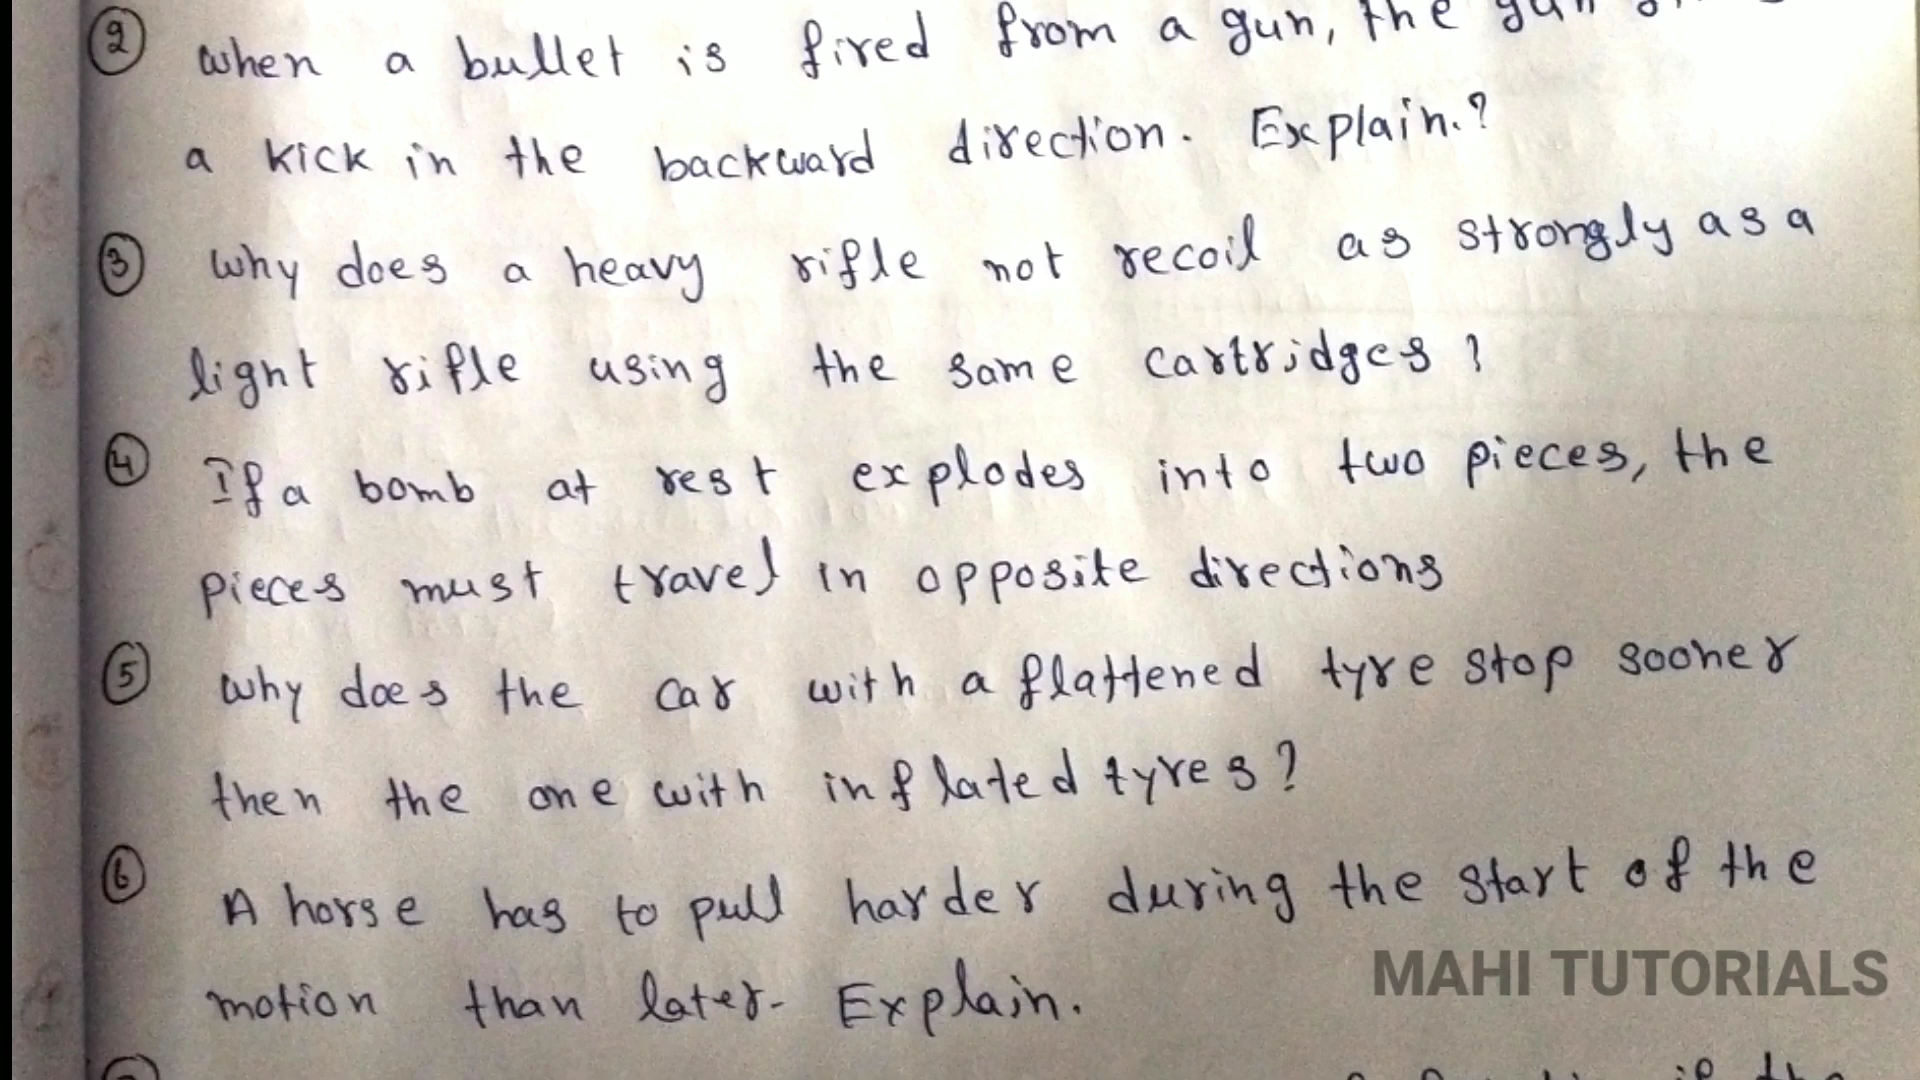 2 When a bullet is fired from a gun, the gun
a kick in the backward direction. Explain.?
3 Why does a heavy rifle not recoil as strongly as a
light rifle using the same cartridges?
4 If a bomb at rest explodes into two pieces, the
pieces must travel in opposite directions
5 Why does the car with a flattened tyre stop sooner
then the one with inflated tyres?
6 A horse has to pull harder during the start of the
motion than later- Explain.
MAHI TUTORIALS